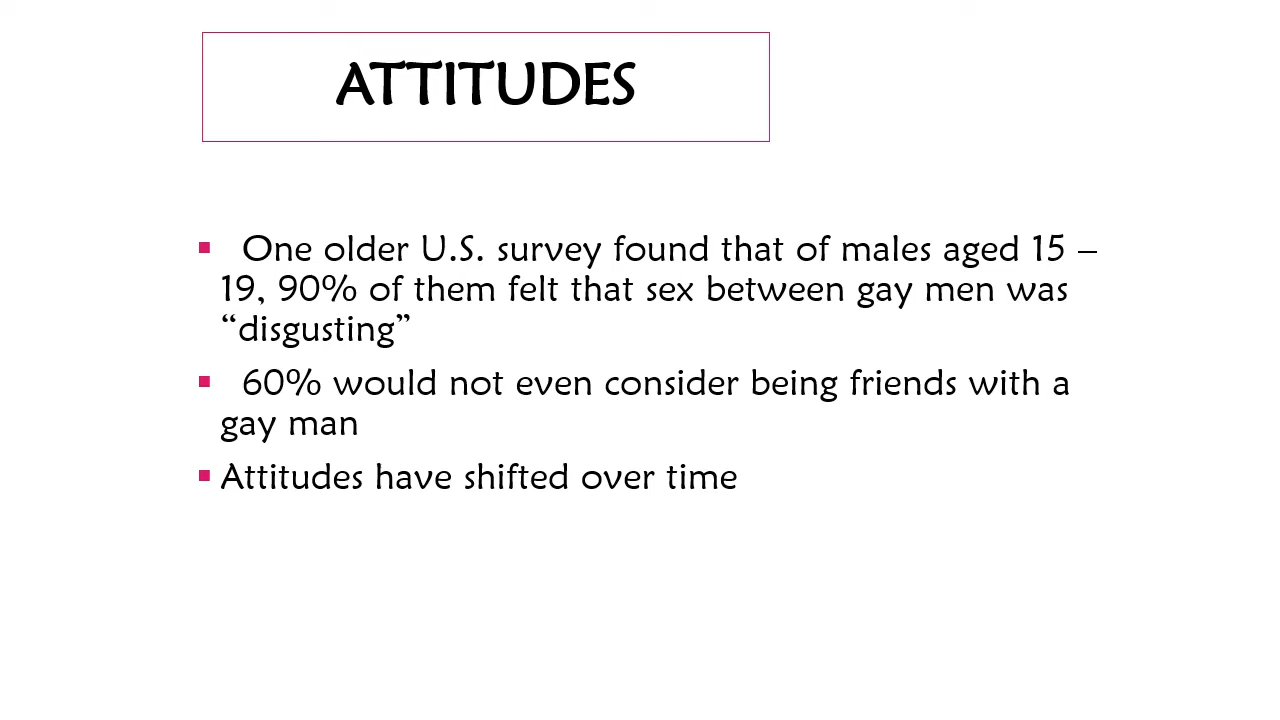 ATTITUDES
▪ One older U.S. survey found that of males aged 15 –
19, 90% of them felt that sex between gay men was
“disgusting”
▪ 60% would not even consider being friends with a
gay man
▪ Attitudes have shifted over time